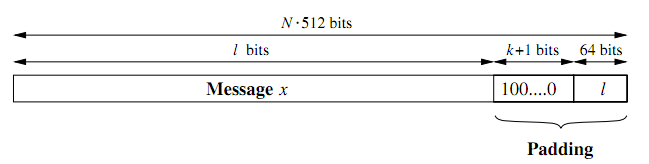 N·512 bits
l bits k+1 bits 64 bits
Message x 100....0 l
Padding